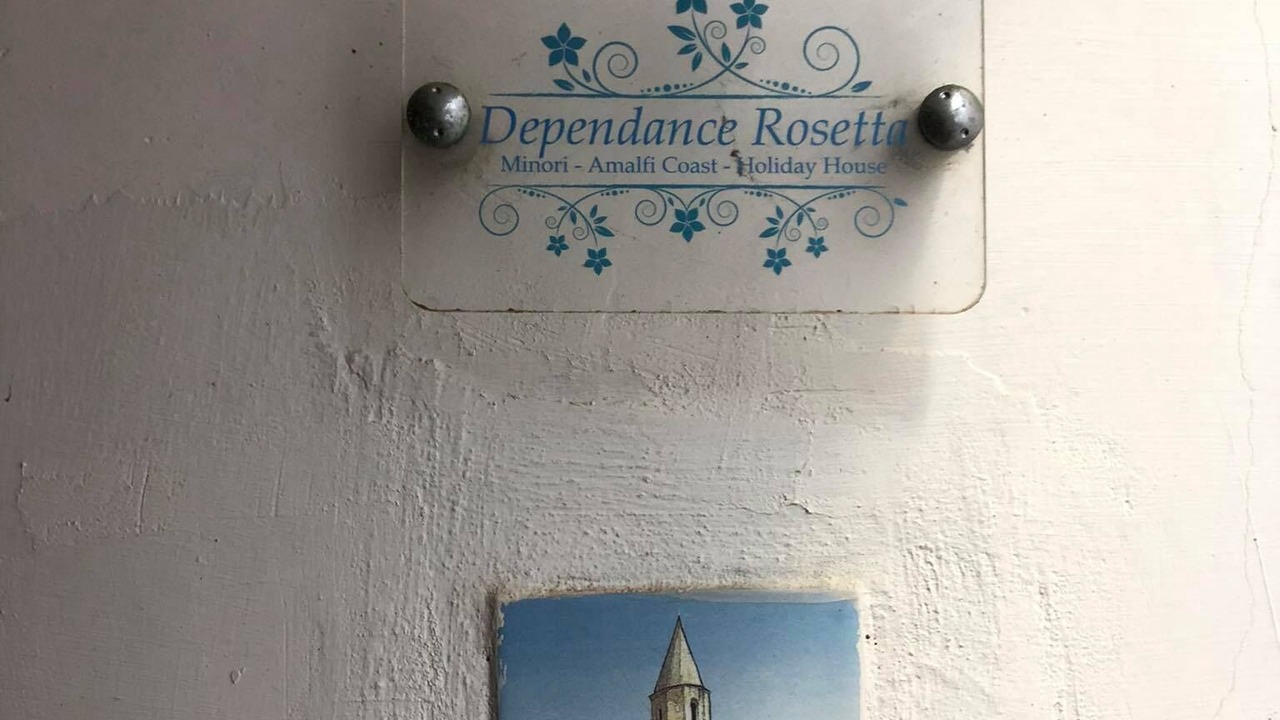 Dependance Rosetta
Minori - Amalfi Coast - Holiday House